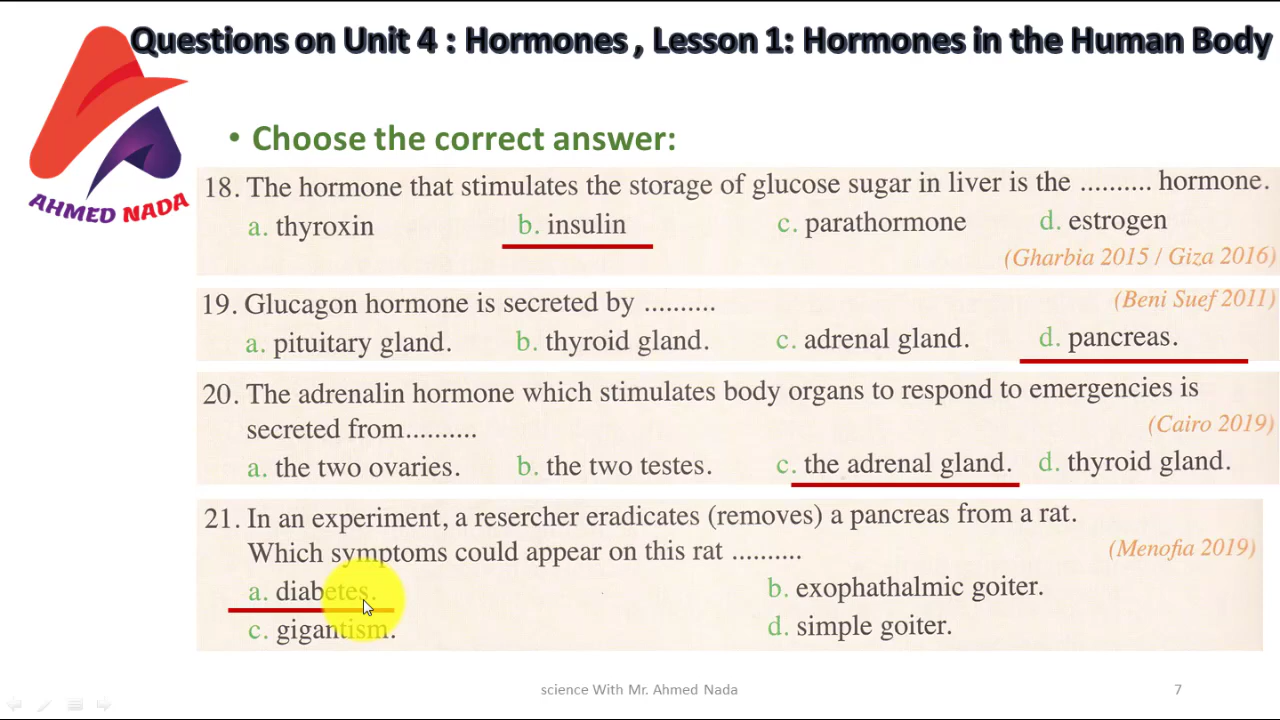 Questions on Unit 4 : Hormones , Lesson 1: Hormones in the Human Body
AHMED NADA
• Choose the correct answer:
18. The hormone that stimulates the storage of glucose sugar in liver is the .......... hormone.
a. thyroxin b. insulin c. parathormone d. estrogen
(Gharbia 2015 / Giza 2016)
19. Glucagon hormone is secreted by .......... (Beni Suef 2011)
a. pituitary gland. b. thyroid gland. c. adrenal gland. d. pancreas.
20. The adrenalin hormone which stimulates body organs to respond to emergencies is
secreted from.......... (Cairo 2019)
a. the two ovaries. b. the two testes. c. the adrenal gland. d. thyroid gland.
21. In an experiment, a resercher eradicates (removes) a pancreas from a rat.
Which symptoms could appear on this rat .......... (Menofia 2019)
a. diabetes. b. exophathalmic goiter.
c. gigantism. d. simple goiter.
science With Mr. Ahmed Nada 7